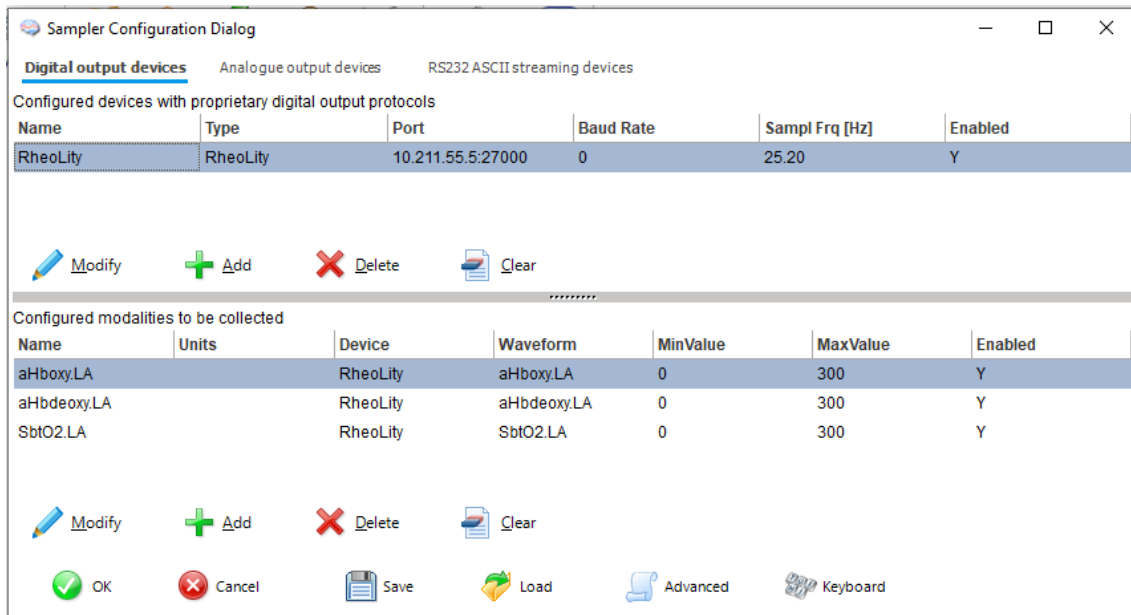 Sampler Configuration Dialog
Digital output devices Analogue output devices RS232 ASCII streaming devices
Configured devices with proprietary digital output protocols
Name Type Port Baud Rate Sampl Frq [Hz] Enabled
RheoLity RheoLity 10.211.55.5:27000 0 25.20 Y
Modify Add Delete Clear
Configured modalities to be collected
Name Units Device Waveform MinValue MaxValue Enabled
aHboxy.LA RheoLity aHboxy.LA 0 300 Y
aHbdeoxy.LA RheoLity aHbdeoxy.LA 0 300 Y
SbtO2.LA RheoLity SbtO2.LA 0 300 Y
Modify Add Delete Clear
OK Cancel Save Load Advanced Keyboard